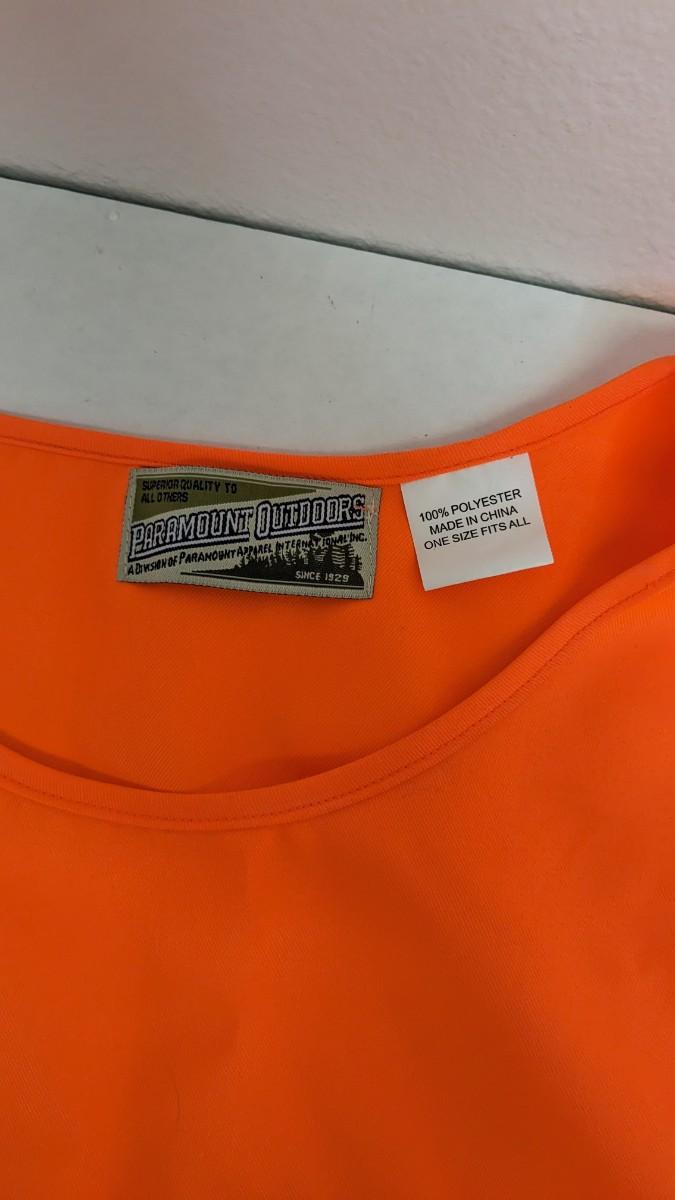 SUPERIOR QUALITY TO
ALL OTHERS
PARAMOUNT OUTDOORS
A DIVISION OF PARAMOUNT APPAREL INTERNATIONAL INC.
SINCE 1929
100% POLYESTER
MADE IN CHINA
ONE SIZE FITS ALL